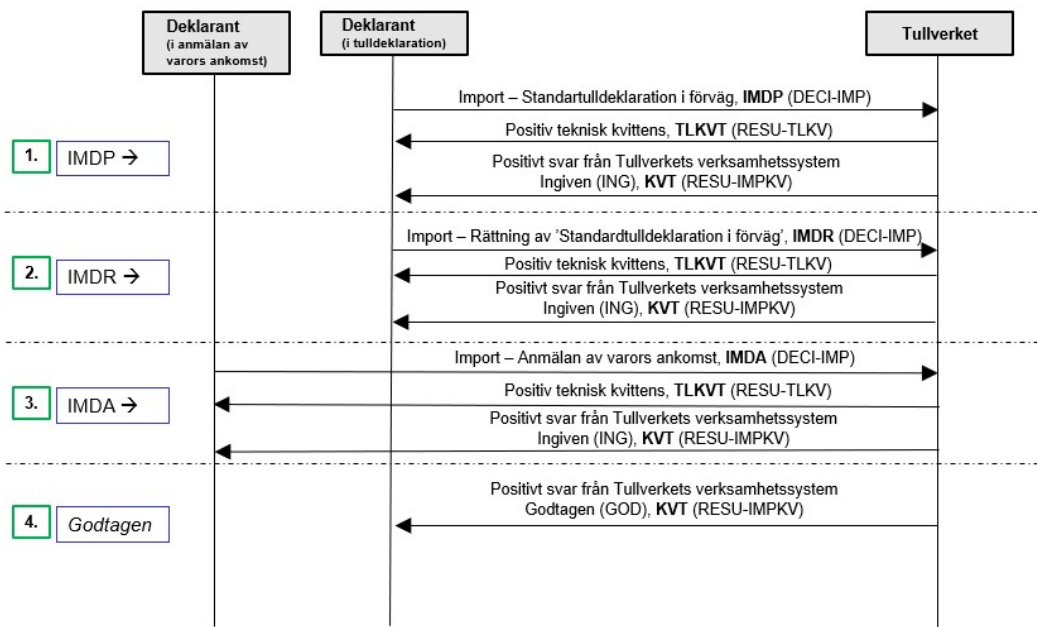 Deklarant
(i anmälan av
varors ankomst)
Deklarant
(i tulldeklaration)
Tullverket
Import – Standartulldeklaration i förväg, IMDP (DECI-IMP)
Positiv teknisk kvittens, TLKVT (RESU-TLKV)
1. IMDP →
Positivt svar från Tullverkets verksamhetssystem
Ingiven (ING), KVT (RESU-IMPKV)
Import – Rättning av 'Standardtulldeklaration i förväg', IMDR (DECI-IMP)
2. IMDR →
Positiv teknisk kvittens, TLKVT (RESU-TLKV)
Positivt svar från Tullverkets verksamhetssystem
Ingiven (ING), KVT (RESU-IMPKV)
Import – Anmälan av varors ankomst, IMDA (DECI-IMP)
3. IMDA →
Positiv teknisk kvittens, TLKVT (RESU-TLKV)
Positivt svar från Tullverkets verksamhetssystem
Ingiven (ING), KVT (RESU-IMPKV)
4. Godtagen
Positivt svar från Tullverkets verksamhetssystem
Godtagen (GOD), KVT (RESU-IMPKV)